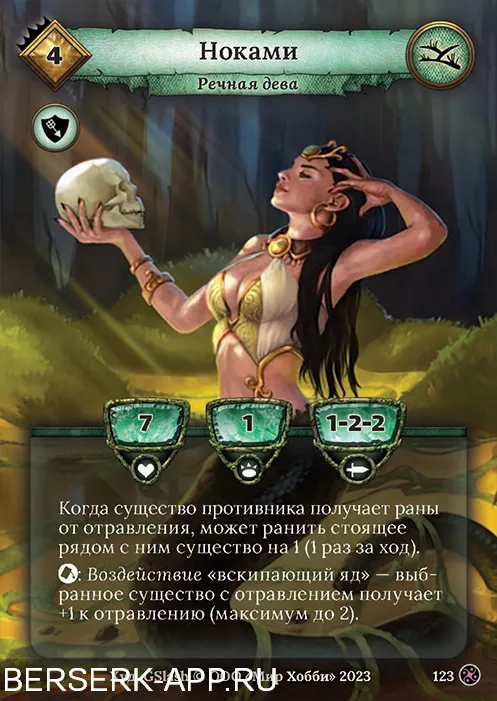 4
Ноками
Речная дева
7
1
1-2-2
Когда существо противника получает раны
от отравления, может ранить стоящее
рядом с ним существо на 1 (1 раз за ход).
: Воздействие «вскипающий яд» — выб-
ранное существо с отравлением получает
+1 к отравлению (максимум до 2).
GSlash © ООО «Мир Хобби» 2023
123
BERSERK-APP.RU